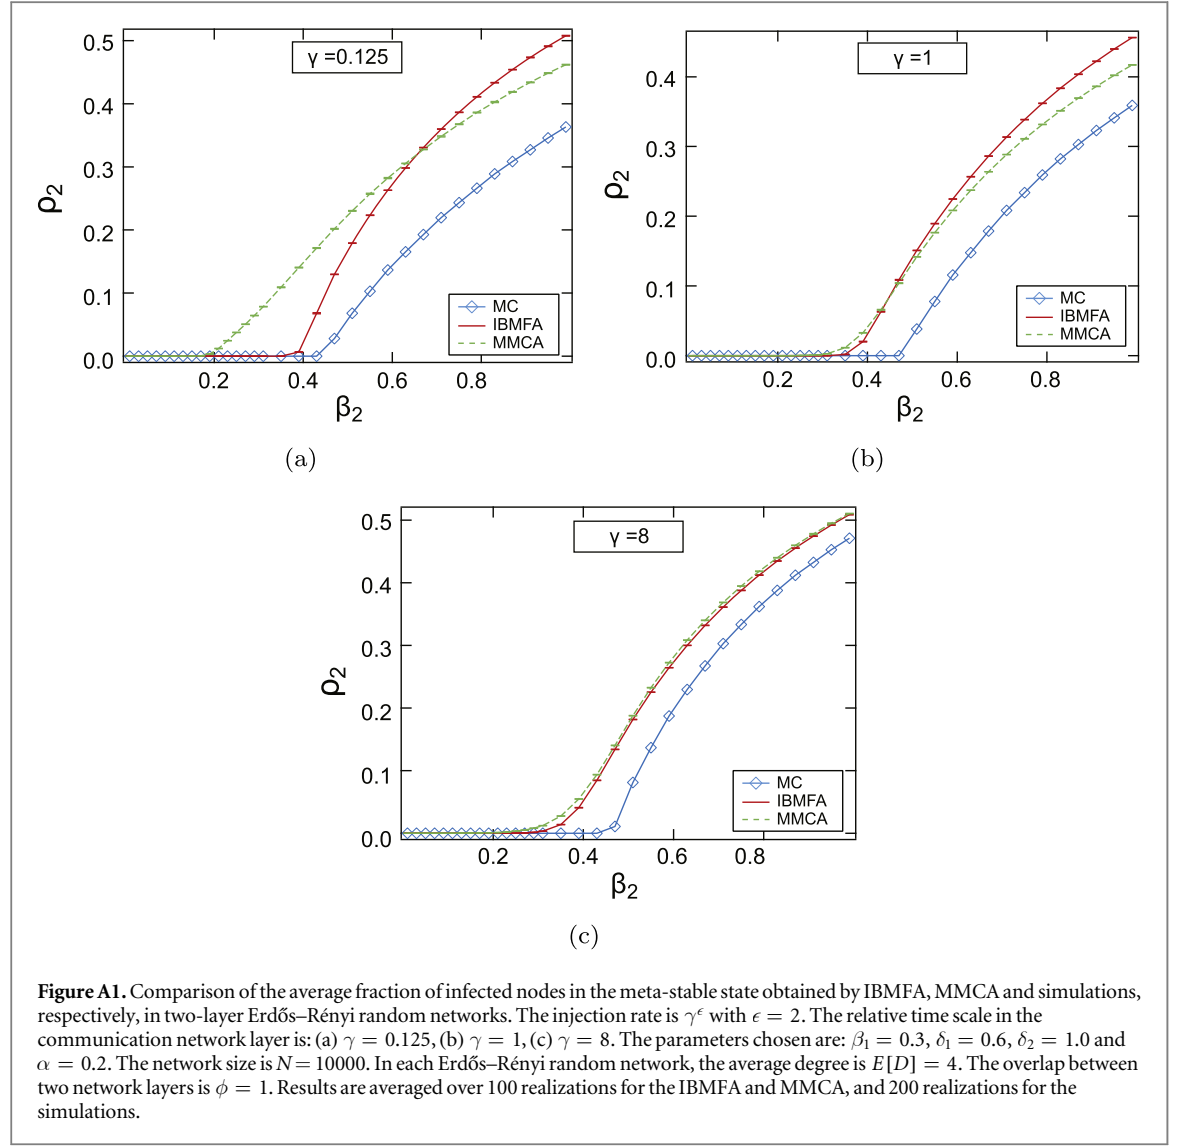 γ =0.125
0.5
0.4
0.3
0.2
0.1
0.0
ρ2
0.2 0.4 0.6 0.8
β2
MC
IBMFA
MMCA
(a)
γ =1
0.4
0.3
0.2
0.1
0.0
ρ2
0.2 0.4 0.6 0.8
β2
MC
IBMFA
MMCA
(b)
γ =8
0.5
0.4
0.3
0.2
0.1
0.0
ρ2
0.2 0.4 0.6 0.8
β2
MC
IBMFA
MMCA
(c)
Figure A1. Comparison of the average fraction of infected nodes in the meta-stable state obtained by IBMFA, MMCA and simulations,
respectively, in two-layer Erdős–Rényi random networks. The injection rate is γ^ϵ with ϵ = 2. The relative time scale in the
communication network layer is: (a) γ = 0.125, (b) γ = 1, (c) γ = 8. The parameters chosen are: β1 = 0.3, δ1 = 0.6, δ2 = 1.0 and
α = 0.2. The network size is N = 10000. In each Erdős–Rényi random network, the average degree is E[D] = 4. The overlap between
two network layers is ϕ = 1. Results are averaged over 100 realizations for the IBMFA and MMCA, and 200 realizations for the
simulations.